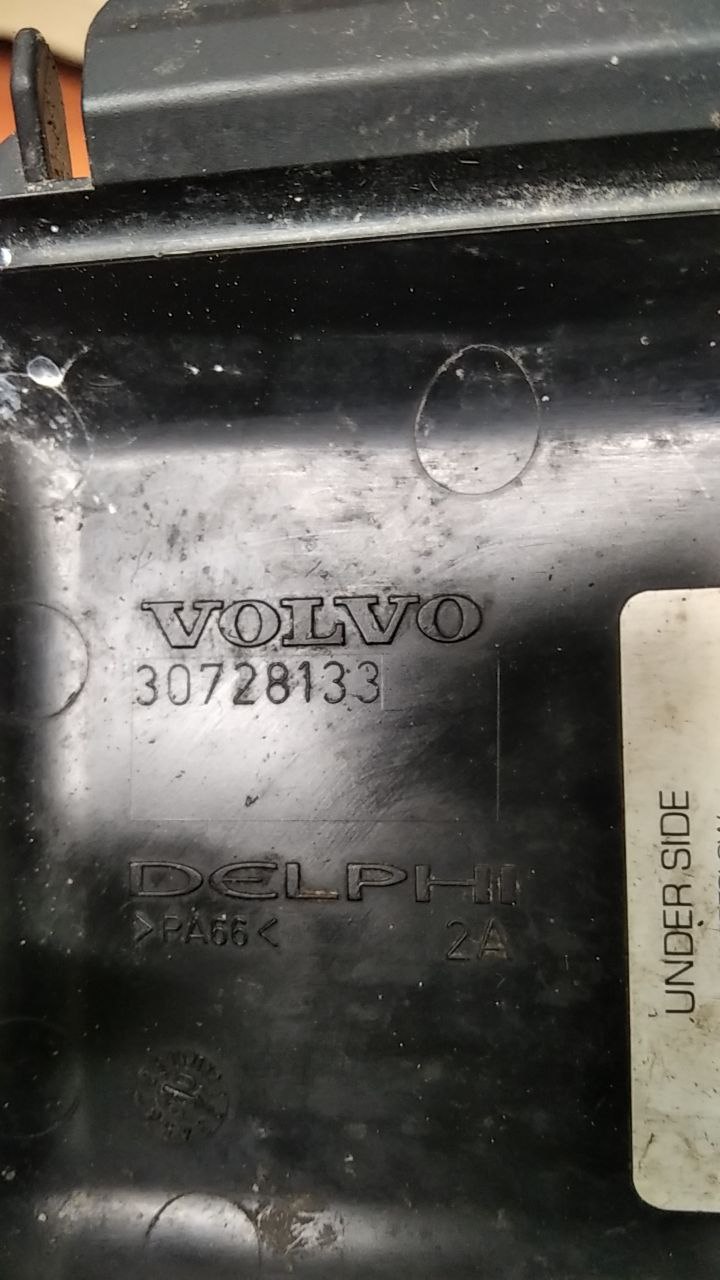 VOLVO
30728133
DELPHI
>PA66< 2A
UNDER SIDE